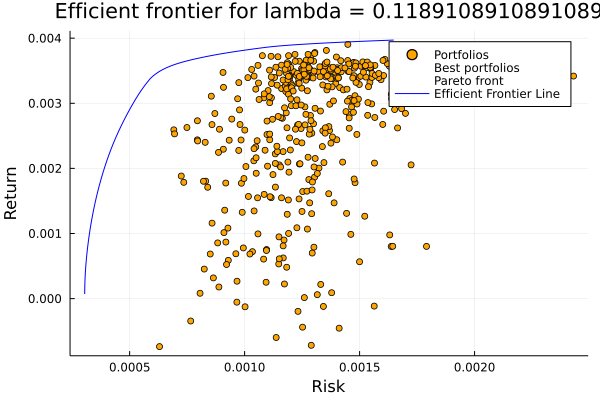 Efficient frontier for lambda = 0.1189108910891089
0.004
Portfolios
Best portfolios
Pareto front
Efficient Frontier Line
0.003
0.002
0.001
0.000
Return
0.0005 0.0010 0.0015 0.0020
Risk